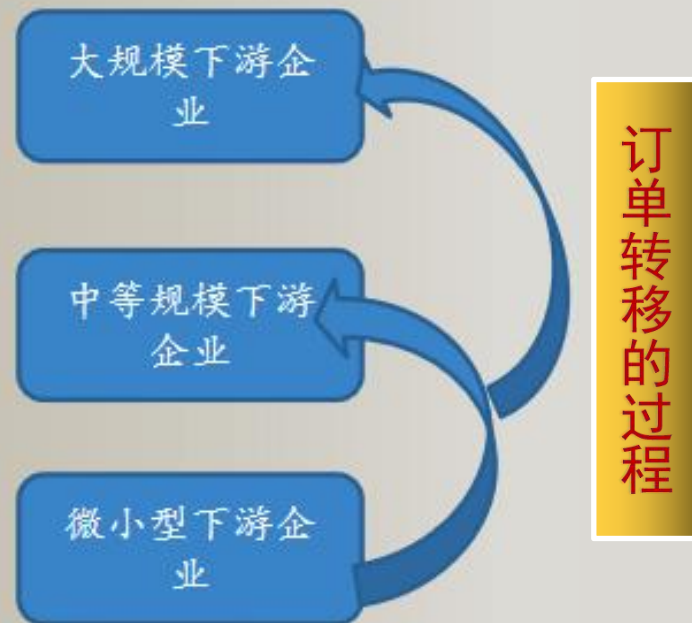 大规模下游企
业
中等规模下游
企业
微小型下游企
业
订单转移的过程